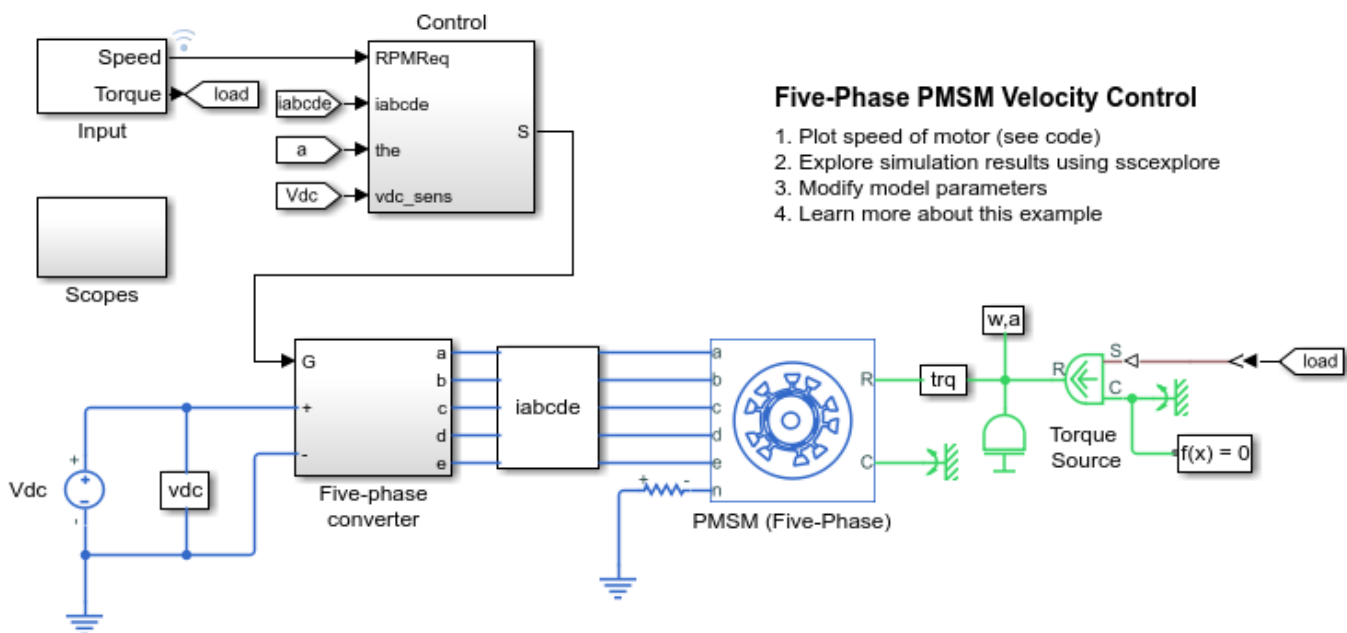 Control
Speed
Torque
load
Input
RPMReq
iabcde
the
vdc_sens
S
iabcde
a
Vdc
Five-Phase PMSM Velocity Control
1. Plot speed of motor (see code)
2. Explore simulation results using sscexplore
3. Modify model parameters
4. Learn more about this example
Scopes
G
+
-
a
b
c
d
e
Five-phase
converter
iabcde
a
b
c
d
e
n
R
C
PMSM (Five-Phase)
+ -
trq
w,a
R
S
C
Torque
Source
load
f(x) = 0
Vdc
+
-
vdc